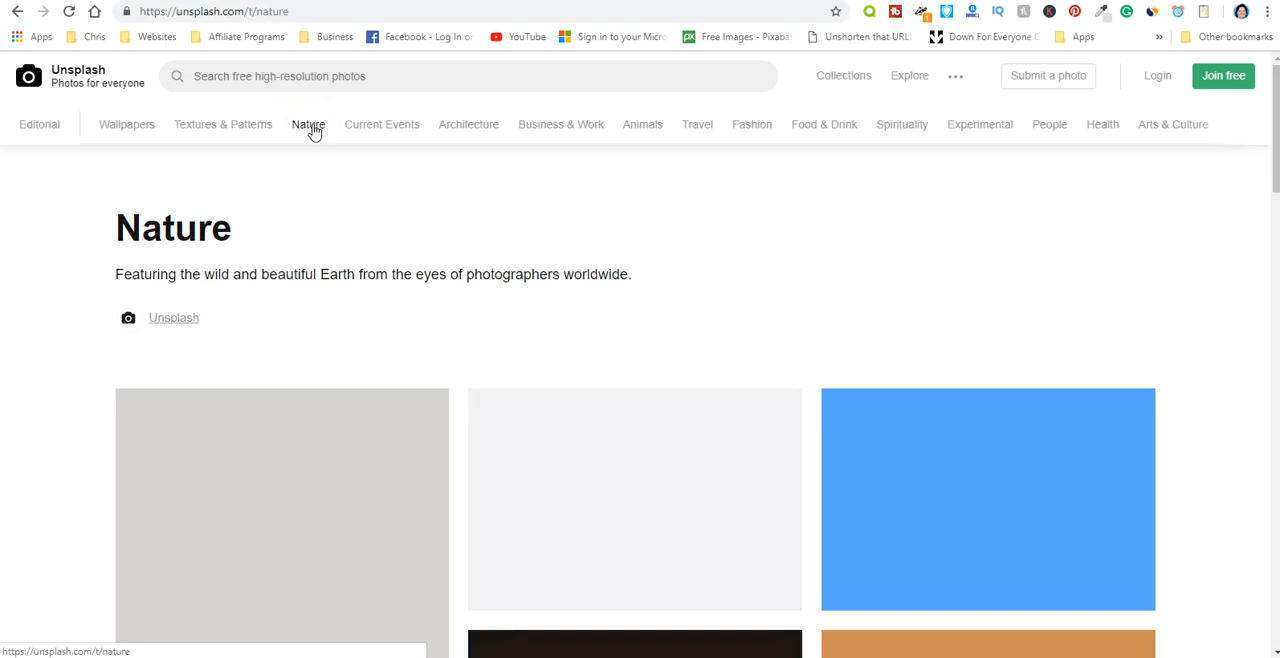 https://unsplash.com/t/nature
Apps Chris Websites Affiliate Programs Business Facebook - Log In or YouTube Sign in to your Micro Free Images - Pixaba Unshorten that URL! Down For Everyone Apps » Other bookmarks
Unsplash
Photos for everyone
Search free high-resolution photos
Collections Explore ••• Submit a photo Login Join free
Editorial Wallpapers Textures & Patterns Nature Current Events Architecture Business & Work Animals Travel Fashion Food & Drink Spirituality Experimental People Health Arts & Culture
Nature
Featuring the wild and beautiful Earth from the eyes of photographers worldwide.
Unsplash
https://unsplash.com/t/nature